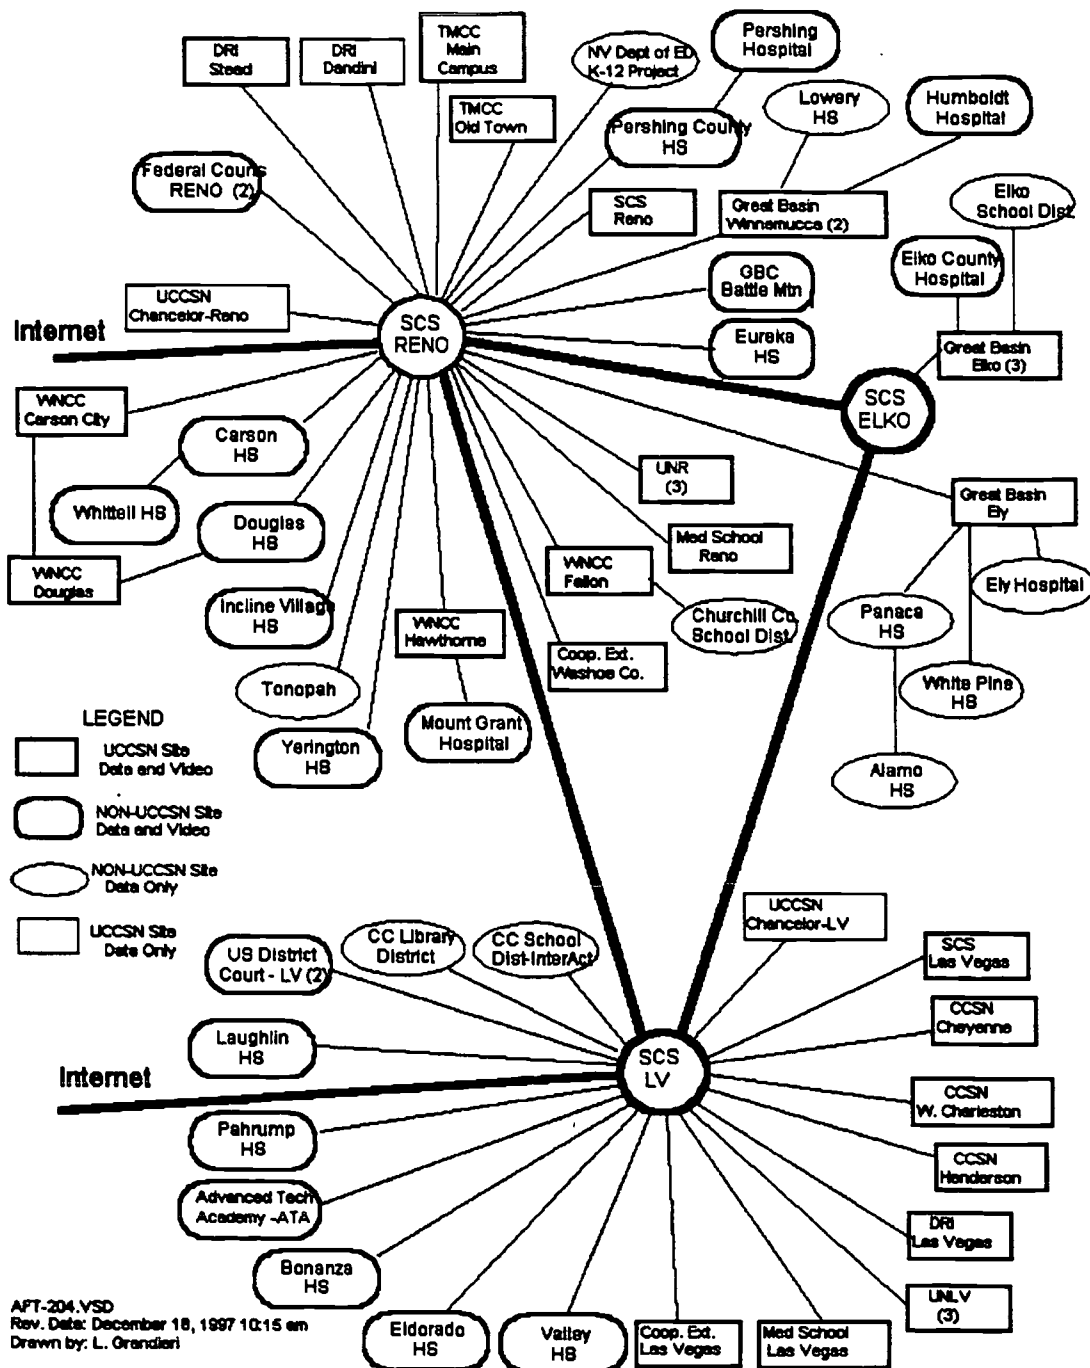 DRI
Stead
DRI
Dandini
TMCC
Main
Campus
TMCC
Old Town
NV Dept of ED
K-12 Project
Pershing
Hospital
Pershing County
HS
Lowery
HS
Humboldt
Hospital
Federal Courts
RENO (2)
SCS
Reno
Great Basin
Winnemucca (2)
Elko
School Dist.
Elko County
Hospital
GBC
Battle Mtn
UCCSN
Chancelor-Reno
Internet
SCS
RENO
Eureka
HS
Great Basin
Elko (3)
SCS
ELKO
WNCC
Carson City
Carson
HS
Whittell HS
Douglas
HS
WNCC
Douglas
UNR
(3)
Great Basin
Ely
Med School
Reno
WNCC
Fallon
Ely Hospital
Incline Village
HS
WNCC
Hawthorne
Churchill Co.
School Dist.
Panaca
HS
Coop. Ext.
Washoe Co.
Tonopah
White Pine
HS
Yerington
HS
Mount Grant
Hospital
Alamo
HS
LEGEND
UCCSN Site
Data and Video
NON-UCCSN Site
Data and Video
NON-UCCSN Site
Data Only
UCCSN Site
Data Only
UCCSN
Chancelor-LV
US District
Court - LV (2)
CC Library
District
CC School
Dist-InterAct
SCS
Las Vegas
CCSN
Cheyenne
Laughlin
HS
Internet
SCS
LV
CCSN
W. Charleston
Pahrump
HS
CCSN
Henderson
Advanced Tech
Academy -ATA
DRI
Las Vegas
Bonanza
HS
UNLV
(3)
Eldorado
HS
Valley
HS
Coop. Ext.
Las Vegas
Med School
Las Vegas
AFT-204.VSD
Rev. Date: December 18, 1997 10:15 am
Drawn by: L. Grandieri